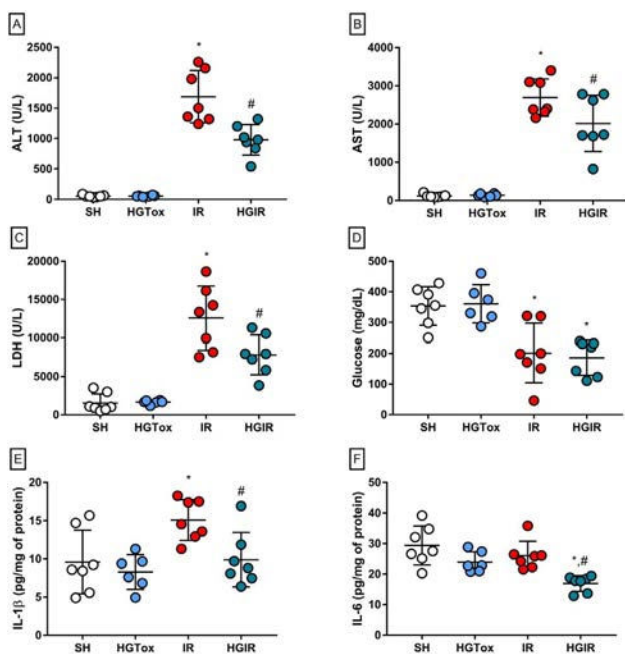 A
2500
2000
1500
1000
500
0
ALT (U/L)
*
#
SH HGTox IR HGIR
B
4000
3000
2000
1000
0
AST (U/L)
*
#
SH HGTox IR HGIR
C
20000
15000
10000
5000
0
LDH (U/L)
*
#
SH HGTox IR HGIR
D
500
400
300
200
100
0
Glucose (mg/dL)
*
*
SH HGTox IR HGIR
E
20
15
10
5
0
IL-1β (pg/mg of protein)
*
#
SH HGTox IR HGIR
F
50
40
30
20
10
0
IL-6 (pg/mg of protein)
*,#
SH HGTox IR HGIR